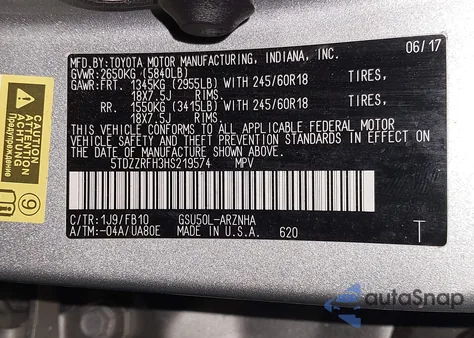 MFD.BY:TOYOTA MOTOR MANUFACTURING, INDIANA, INC.
06/17
GVWR: 2650KG (5840LB)
GAWR: FRT. 1345KG (2955LB) WITH 245/60R18 TIRES,
18X7.5J RIMS.
RR. 1550KG (3415LB) WITH 245/60R18 TIRES,
18X7.5J RIMS.
THIS VEHICLE CONFORMS TO ALL APPLICABLE FEDERAL MOTOR
VEHICLE SAFETY AND THEFT PREVENTION STANDARDS IN
EFFECT ON THE DATE OF MANUFACTURE SHOWN ABOVE.
5TDZZRFH3HS219574 MPV
C/TR: 1J9/FB10 GSU50L-ARZNHA
A/TM: -04A/UA80E MADE IN U.S.A. 620
T
ATTENTION
ACHTUNG
Предупреждение
9
autoSnap